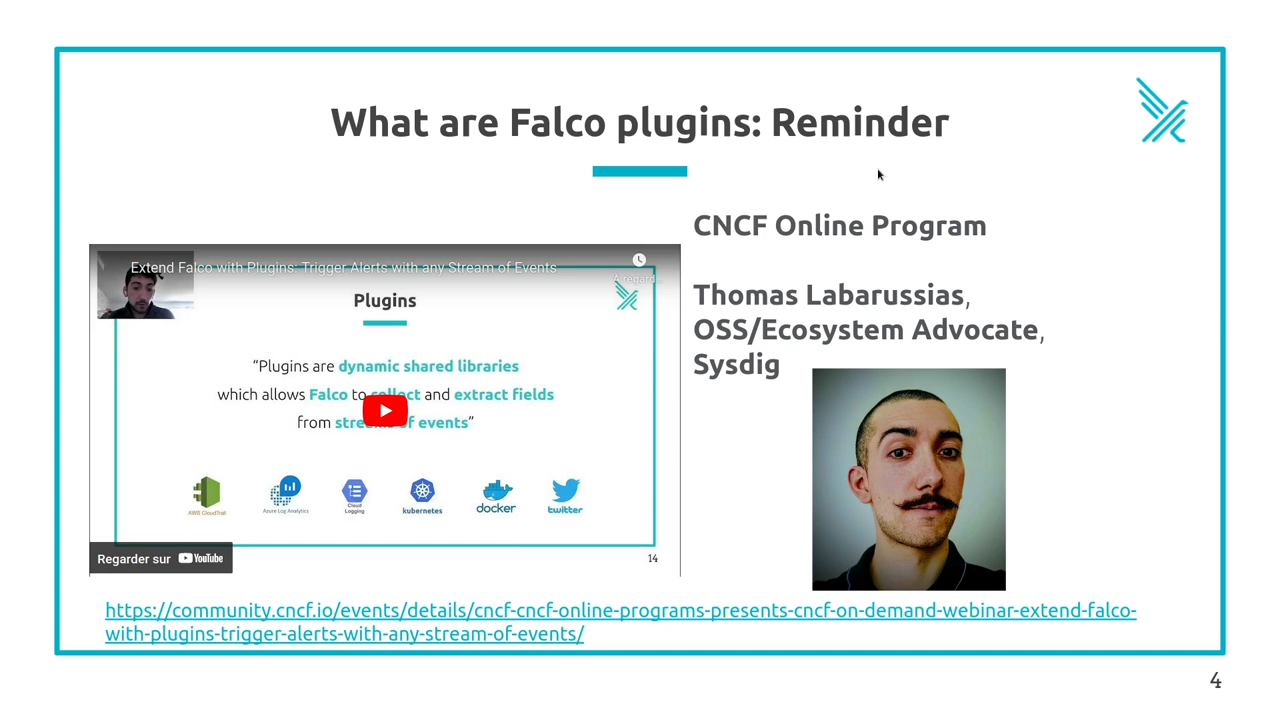 What are Falco plugins: Reminder
CNCF Online Program
Thomas Labarussias,
OSS/Ecosystem Advocate,
Sysdig
Extend Falco with Plugins: Trigger Alerts with any Stream of Events
Plugins
“Plugins are dynamic shared libraries
which allows Falco to collect and extract fields
from streams of events”
AWS CloudTrail
Azure Log Analytics
Cloud
Logging
kubernetes
docker
twitter
Regarder sur YouTube
14
https://community.cncf.io/events/details/cncf-cncf-online-programs-presents-cncf-on-demand-webinar-extend-falco-
with-plugins-trigger-alerts-with-any-stream-of-events/
4